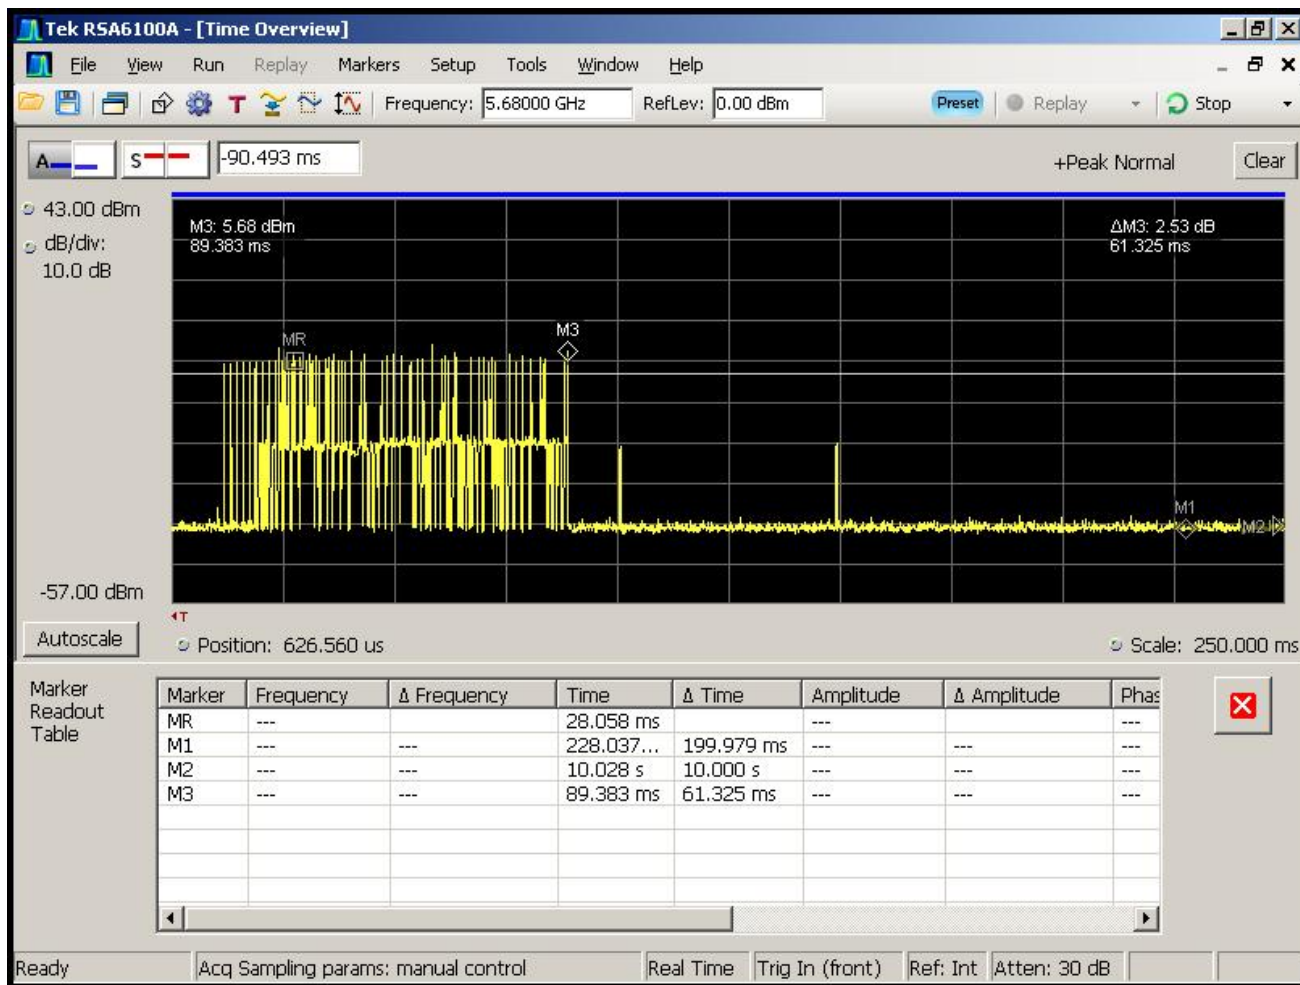 Tek RSA6100A - [Time Overview]
File View Run Replay Markers Setup Tools Window Help
T Frequency: 5.68000 GHz RefLev: 0.00 dBm Preset Replay Stop
A S -90.493 ms +Peak Normal Clear
43.00 dBm
dB/div:
10.0 dB
M3: 5.68 dBm
89.383 ms
ΔM3: 2.53 dB
61.325 ms
MR
M3
M1
M2
-57.00 dBm
T
Autoscale
Position: 626.560 us Scale: 250.000 ms
Marker
Readout
Table
Marker Frequency Δ Frequency Time Δ Time Amplitude Δ Amplitude Phas
MR --- 28.058 ms --- ---
M1 --- --- 228.037... 199.979 ms --- --- ---
M2 --- --- 10.028 s 10.000 s --- --- ---
M3 --- --- 89.383 ms 61.325 ms --- --- ---
Ready Acq Sampling params: manual control Real Time Trig In (front) Ref: Int Atten: 30 dB